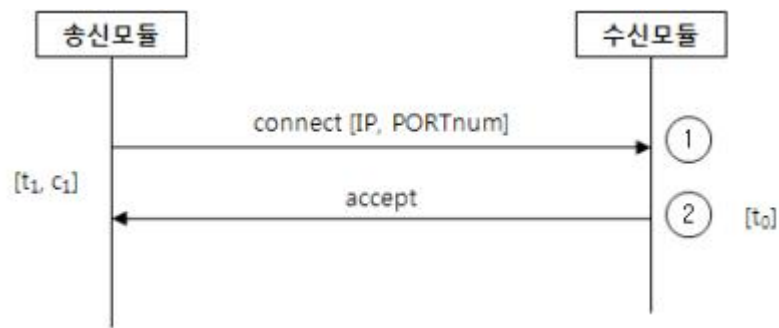 송신모듈
수신모듈
connect [IP, PORTnum]
1
[t₁, c₁]
accept
2
[t₀]